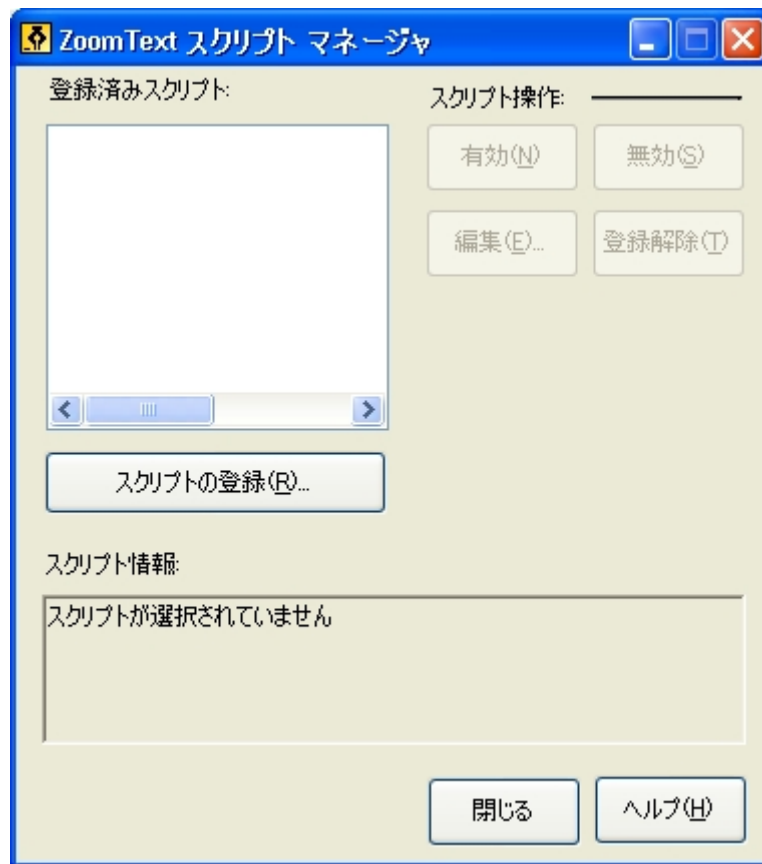 ZoomText スクリプト マネージャ
登録済みスクリプト:
スクリプト操作:
有効(N) 無効(S)
編集(E)... 登録解除(T)
スクリプトの登録(R)...
スクリプト情報:
スクリプトが選択されていません
閉じる ヘルプ(H)